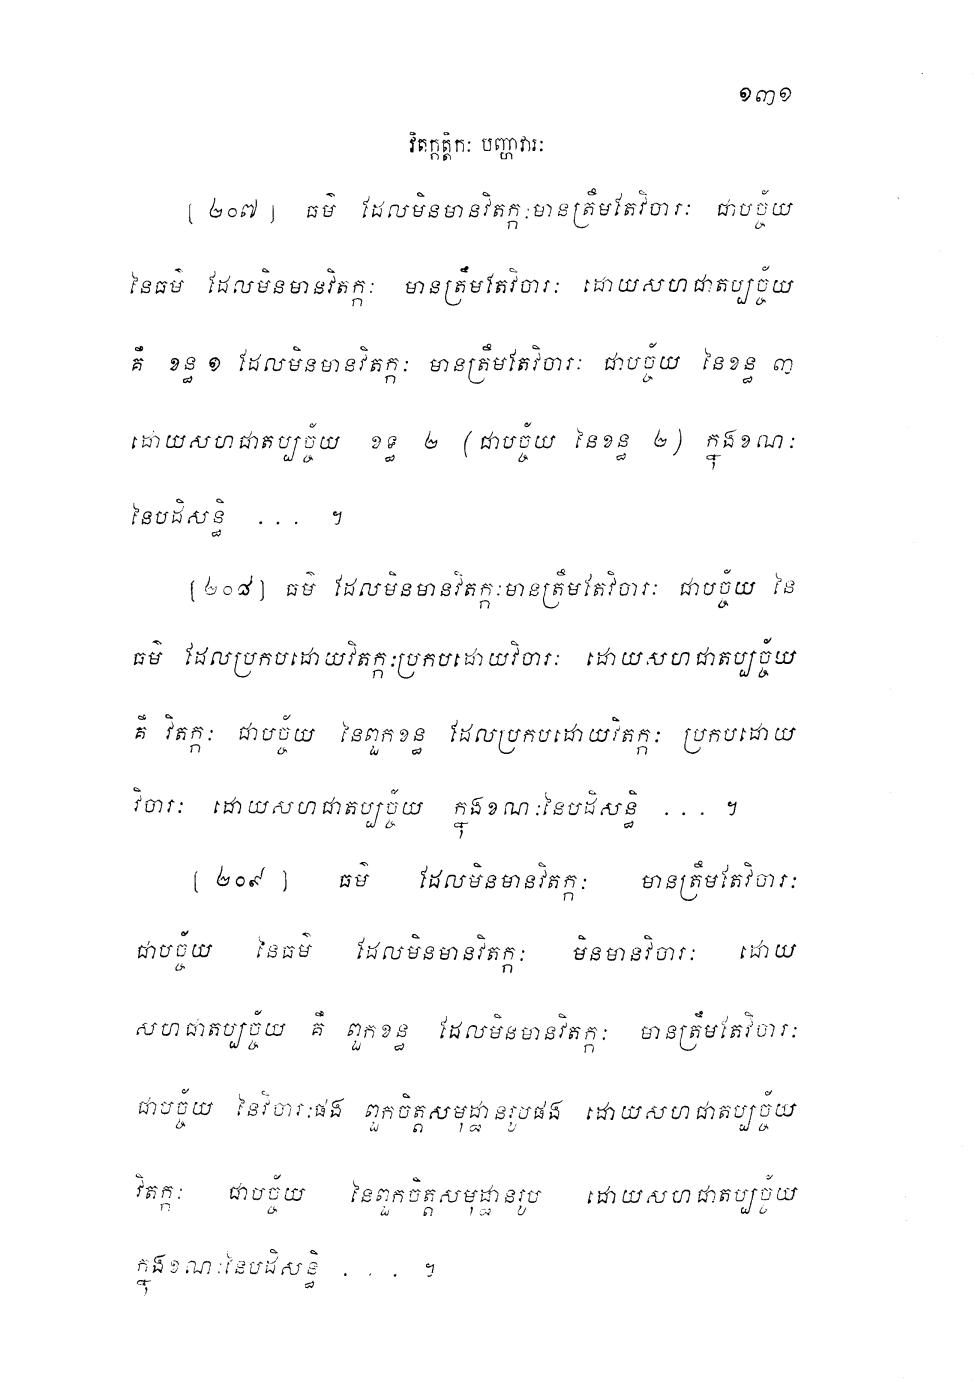 ១៣១
វិតក្កត្តិកៈ បញ្ហាវារៈ
[ ២០៧ ] ធម៌ ដែលមិនមានវិតក្កៈមានត្រឹមតែវិចារៈ ជាបច្ច័យ
នៃធម៌ ដែលមិនមានវិតក្កៈ មានត្រឹមតែវិចារៈ ដោយសហជាតប្បច្ច័យ
គឺ ខន្ធ ១ ដែលមិនមានវិតក្កៈ មានត្រឹមតែវិចារៈ ជាបច្ច័យ នៃខន្ធ ៣
ដោយសហជាតប្បច្ច័យ ខន្ធ ២ (ជាបច្ច័យ នៃខន្ធ ២) ក្នុងខណៈ
នៃបដិសន្ធិ ... ។
[២០៨] ធម៌ ដែលមិនមានវិតក្កៈមានត្រឹមតែវិចារៈ ជាបច្ច័យ នៃ
ធម៌ ដែលប្រកបដោយវិតក្កៈប្រកបដោយវិចារៈ ដោយសហជាតប្បច្ច័យ
គឺ វិតក្កៈ ជាបច្ច័យ នៃពួកខន្ធ ដែលប្រកបដោយវិតក្កៈ ប្រកបដោយ
វិចារៈ ដោយសហជាតប្បច្ច័យ ក្នុងខណៈនៃបដិសន្ធិ ... ។
[ ២០៩ ] ធម៌ ដែលមិនមានវិតក្កៈ មានត្រឹមតែវិចារៈ
ជាបច្ច័យ នៃធម៌ ដែលមិនមានវិតក្កៈ មិនមានវិចារៈ ដោយ
សហជាតប្បច្ច័យ គឺ ពួកខន្ធ ដែលមិនមានវិតក្កៈ មានត្រឹមតែវិចារៈ
ជាបច្ច័យ នៃវិចារៈផង ពួកចិត្តសមុដ្ឋានរូបផង ដោយសហជាតប្បច្ច័យ
វិតក្កៈ ជាបច្ច័យ នៃពួកចិត្តសមុដ្ឋានរូប ដោយសហជាតប្បច្ច័យ
ក្នុងខណៈនៃបដិសន្ធិ ... ។